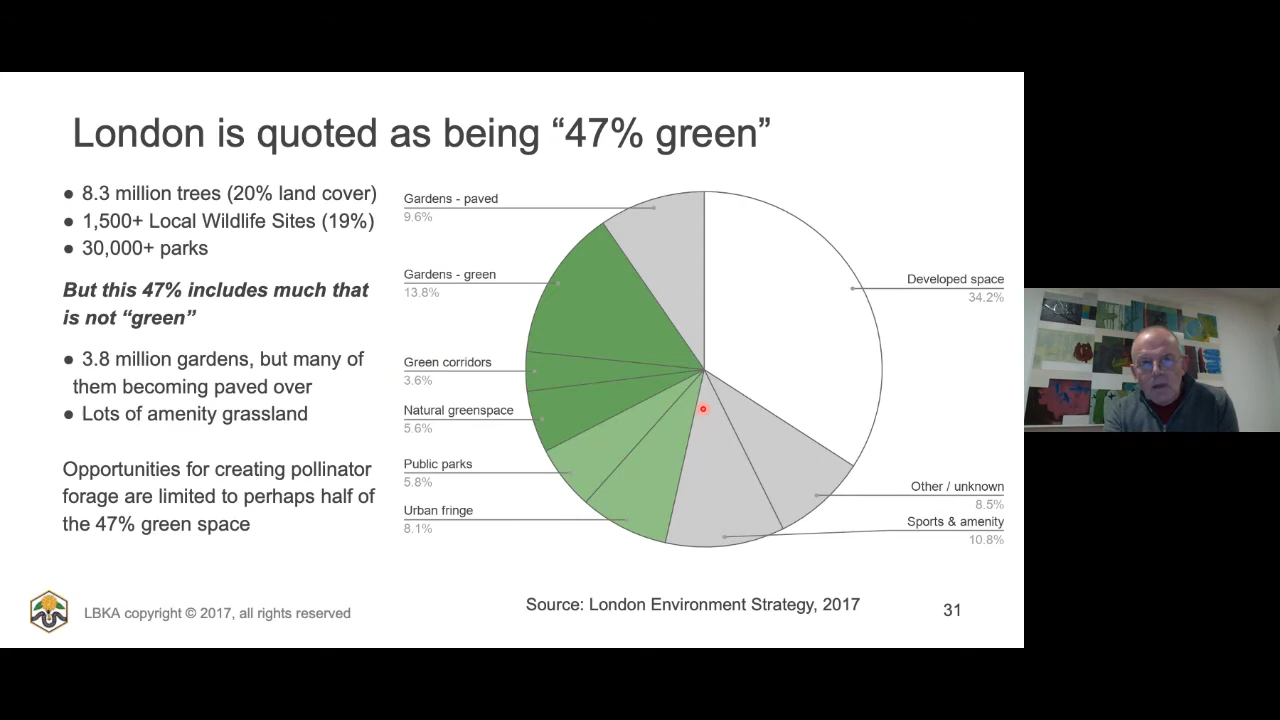 London is quoted as being “47% green”
● 8.3 million trees (20% land cover)
● 1,500+ Local Wildlife Sites (19%)
● 30,000+ parks
But this 47% includes much that
is not “green”
● 3.8 million gardens, but many of
them becoming paved over
● Lots of amenity grassland
Opportunities for creating pollinator
forage are limited to perhaps half of
the 47% green space
Gardens - paved
9.6%
Gardens - green
13.8%
Green corridors
3.6%
Natural greenspace
5.6%
Public parks
5.8%
Urban fringe
8.1%
Developed space
34.2%
Other / unknown
8.5%
Sports & amenity
10.8%
LBKA copyright © 2017, all rights reserved
Source: London Environment Strategy, 2017
31